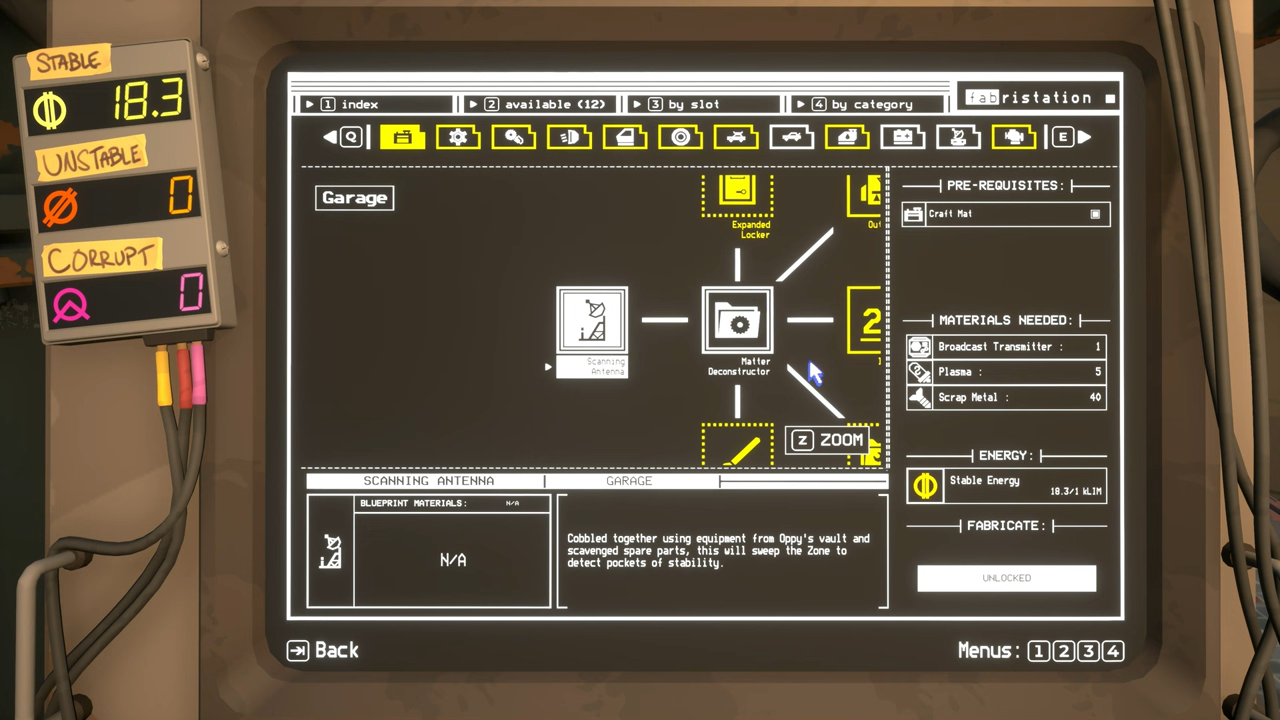 STABLE
18.3
UNSTABLE
0
CORRUPT
0
1 index
2 available (12)
3 by slot
4 by category
fabristation
Q
E
Garage
Expanded
Locker
Out
Scanning
Antenna
Matter
Deconstructor
2
Z ZOOM
SCANNING ANTENNA
GARAGE
BLUEPRINT MATERIALS: N/A
N/A
Cobbled together using equipment from Oppy's vault and
scavenged spare parts, this will sweep the Zone to
detect pockets of stability.
PRE-REQUISITES:
Craft Mat
MATERIALS NEEDED:
Broadcast Transmitter : 1
Plasma : 5
Scrap Metal : 40
ENERGY:
Stable Energy
18.3/1 kLIM
FABRICATE:
UNLOCKED
Back
Menus: 1 2 3 4